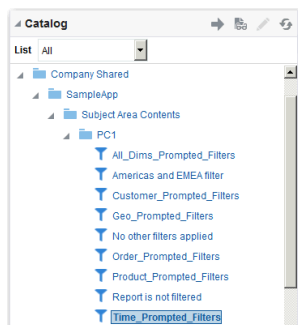 Catalog
List All
Company Shared
SampleApp
Subject Area Contents
PC1
All_Dims_Prompted_Filters
Americas and EMEA filter
Customer_Prompted_Filters
Geo_Prompted_Filters
No other filters applied
Order_Prompted_Filters
Product_Prompted_Filters
Report is not filtered
Time_Prompted_Filters